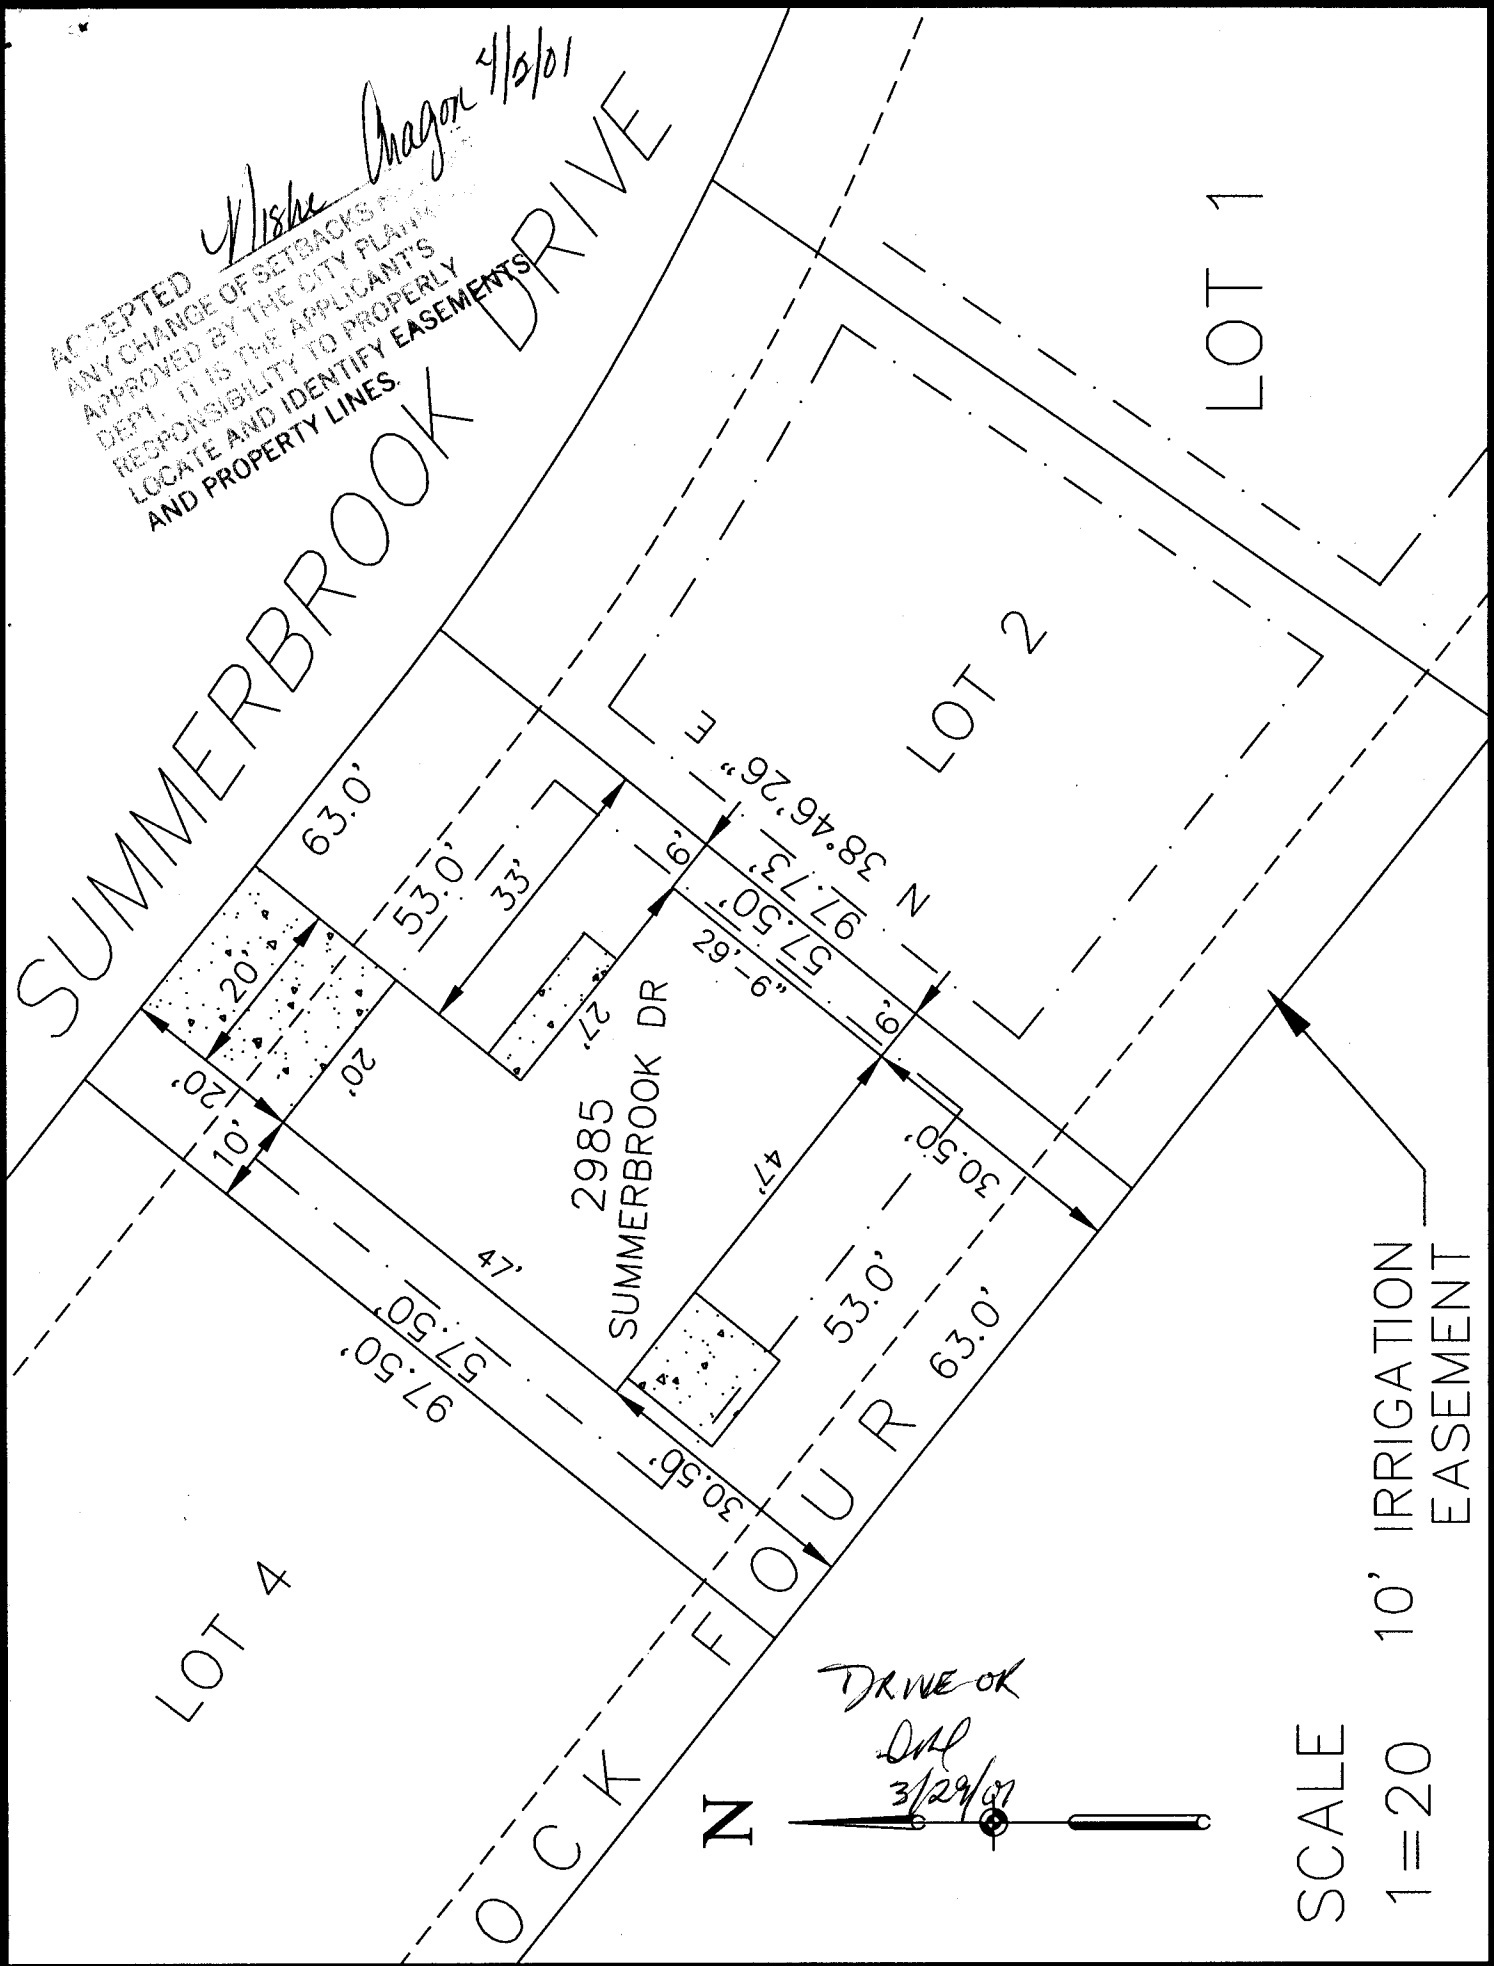 ACCEPTED
4/2/01
ANY CHANGE OF SETBACKS
APPROVED BY THE CITY
DEPT. IT IS THE APPLICANT'S
RESPONSIBILITY TO PROPERLY
LOCATE AND IDENTIFY EASEMENTS
AND PROPERTY LINES.
SUMMERBROOK DRIVE
63.0'
53.0'
33'
20'
20'
20'
10'
27'
9'
9'
29'-6"
57.50'
97.73'
N 38°46'26" E
2985
SUMMERBROOK DR
47'
47'
57.50'
97.50'
30.50'
30.50'
53.0'
63.0'
LOT 1
LOT 2
LOT 4
OCK FOUR
N
DRIVE OK
3/29/01
10' IRRIGATION
EASEMENT
SCALE
1=20